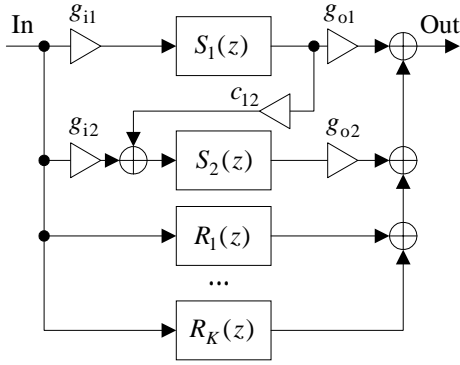 In g_i1 S_1(z) g_o1 Out
c_12
g_i2 S_2(z) g_o2
R_1(z)
...
R_K(z)